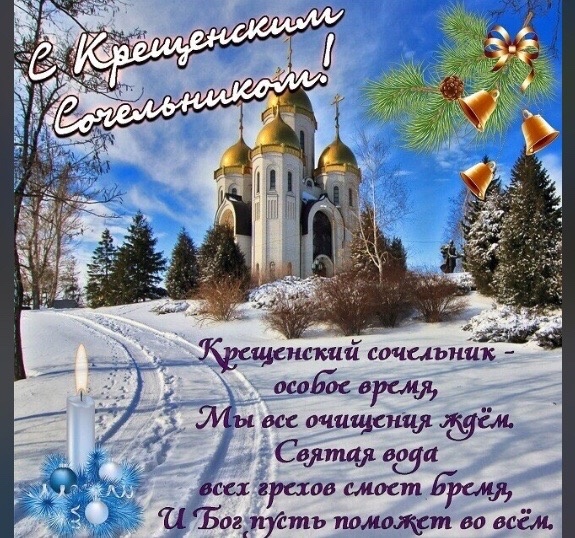 С Крещенским
Сочельником!
Крещенский сочельник -
особое время,
Мы все очищения ждём.
Святая вода
всех грехов смоет бремя,
И Бог пусть поможет во всём.